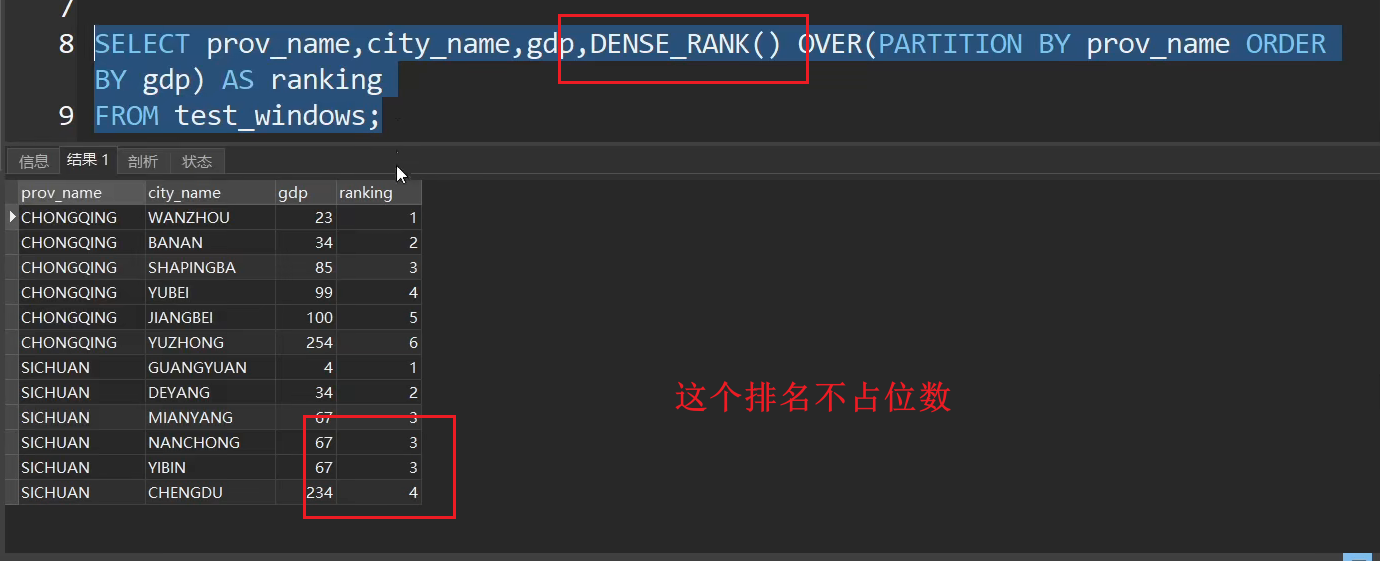 7
8 SELECT prov_name,city_name,gdp,DENSE_RANK() OVER(PARTITION BY prov_name ORDER
BY gdp) AS ranking
9 FROM test_windows;
信息 结果 1 剖析 状态
prov_name city_name gdp ranking
CHONGQING WANZHOU 23 1
CHONGQING BANAN 34 2
CHONGQING SHAPINGBA 85 3
CHONGQING YUBEI 99 4
CHONGQING JIANGBEI 100 5
CHONGQING YUZHONG 254 6
SICHUAN GUANGYUAN 4 1
SICHUAN DEYANG 34 2
这个排名不占位数
SICHUAN MIANYANG 67 3
SICHUAN NANCHONG 67 3
SICHUAN YIBIN 67 3
SICHUAN CHENGDU 234 4